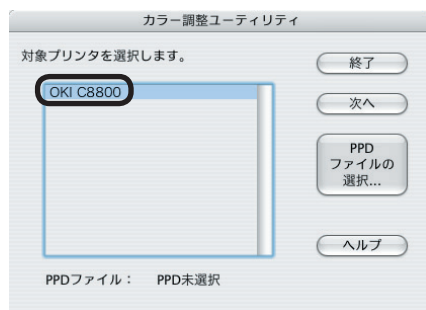 カラー調整ユーティリティ
対象プリンタを選択します。
OKI C8800
終了
次へ
PPD
ファイルの
選択...
ヘルプ
PPDファイル： PPD未選択